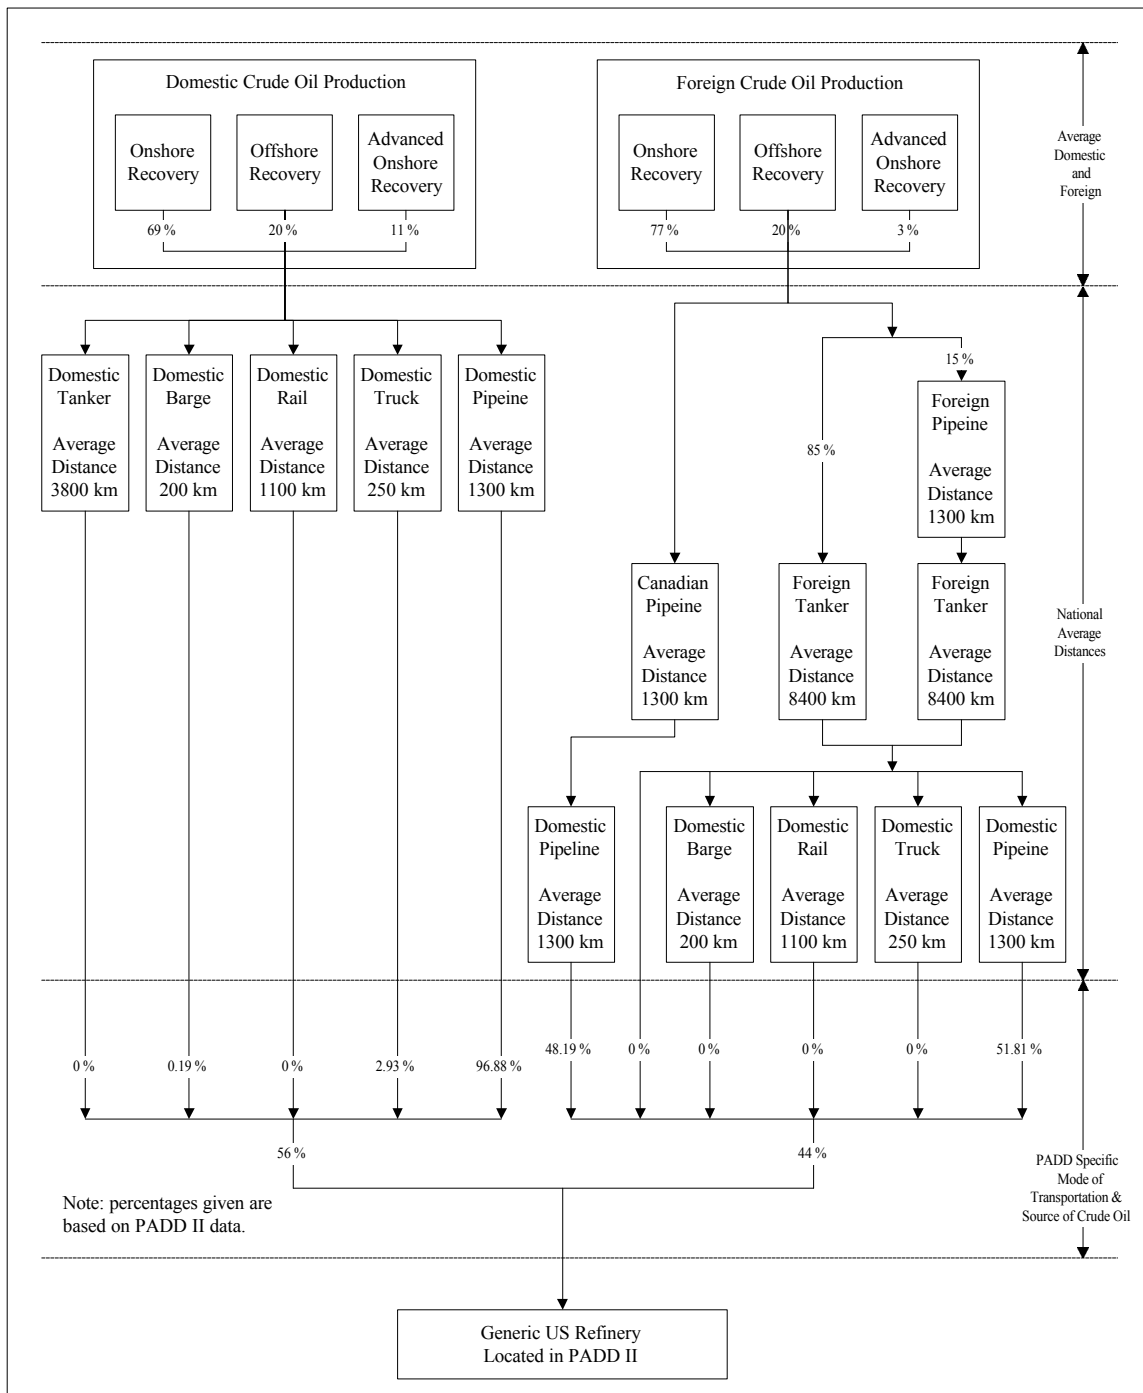 Domestic Crude Oil Production
Onshore
Recovery
Offshore
Recovery
Advanced
Onshore
Recovery
69 %
20 %
11 %
Foreign Crude Oil Production
Onshore
Recovery
Offshore
Recovery
Advanced
Onshore
Recovery
77 %
20 %
3 %
Average
Domestic
and
Foreign
Domestic
Tanker
Average
Distance
3800 km
Domestic
Barge
Average
Distance
200 km
Domestic
Rail
Average
Distance
1100 km
Domestic
Truck
Average
Distance
250 km
Domestic
Pipeine
Average
Distance
1300 km
85 %
15 %
Foreign
Pipeine
Average
Distance
1300 km
Canadian
Pipeine
Average
Distance
1300 km
Foreign
Tanker
Average
Distance
8400 km
Foreign
Tanker
Average
Distance
8400 km
National
Average
Distances
Domestic
Pipeline
Average
Distance
1300 km
Domestic
Barge
Average
Distance
200 km
Domestic
Rail
Average
Distance
1100 km
Domestic
Truck
Average
Distance
250 km
Domestic
Pipeine
Average
Distance
1300 km
0 %
0.19 %
0 %
2.93 %
96.88 %
48.19 %
0 %
0 %
0 %
0 %
51.81 %
56 %
44 %
PADD Specific
Mode of
Transportation &
Source of Crude Oil
Note: percentages given are
based on PADD II data.
Generic US Refinery
Located in PADD II